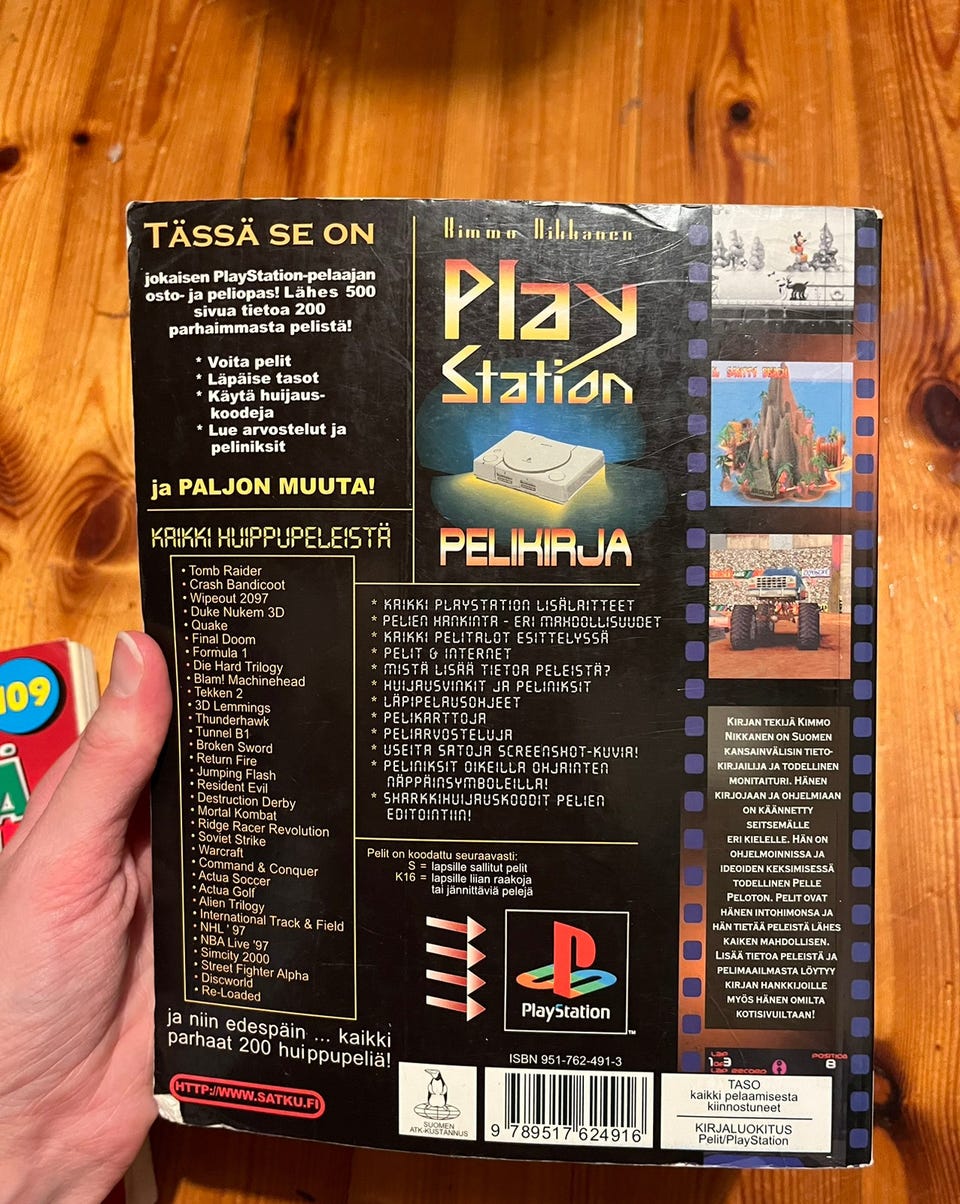 TÄSSÄ SE ON
jokaisen PlayStation-pelaajan
osto- ja peliopas! Lähes 500
sivua tietoa 200
parhaimmasta pelistä!
* Voita pelit
* Läpäise tasot
* Käytä huijaus-
koodeja
* Lue arvostelut ja
peliniksit
ja PALJON MUUTA!
KAIKKI HUIPPUPELEISTÄ
• Tomb Raider
• Crash Bandicoot
• Wipeout 2097
• Duke Nukem 3D
• Quake
• Final Doom
• Formula 1
• Die Hard Trilogy
• Blam! Machinehead
• Tekken 2
• 3D Lemmings
• Thunderhawk
• Tunnel B1
• Broken Sword
• Return Fire
• Jumping Flash
• Resident Evil
• Destruction Derby
• Mortal Kombat
• Ridge Racer Revolution
• Soviet Strike
• Warcraft
• Command & Conquer
• Actua Soccer
• Actua Golf
• Alien Trilogy
• International Track & Field
• NHL '97
• NBA Live '97
• Simcity 2000
• Street Fighter Alpha
• Discworld
• Re-Loaded
ja niin edespäin ... kaikki
parhaat 200 huippupeliä!
HTTP://WWW.SATKU.FI
Kimmo Nikkanen
Play
Station
PELIKIRJA
* KAIKKI PLAYSTATION LISÄLAITTEET
* PELIEN HANKINTA - ERI MAHDOLLISUUDET
* KAIKKI PELITALOT ESITTELYSSÄ
* PELIT & INTERNET
* MISTÄ LISÄÄ TIETOA PELEISTÄ?
* HUIJAUSVINKIT JA PELINIKSIT
* LÄPIPELAUSOHJEET
* PELIKARTTOJA
* PELIARVOSTELUJA
* USEITA SATOJA SCREENSHOT-KUVIA!
* PELINIKSIT OIKEILLA OHJAINTEN
NÄPPÄINSYMBOLEILLA!
* SHARKKIHUIJAUSKOODIT PELIEN
EDITOINTIIN!
Pelit on koodattu seuraavasti:
S = lapsille sallitut pelit
K16 = lapsille liian raakoja
tai jännittäviä pelejä
PlayStation
TM
ISBN 951-762-491-3
SUOMEN
ATK-KUSTANNUS
9 789517 624916
KIRJAN TEKIJÄ KIMMO
NIKKANEN ON SUOMEN
KANSAINVÄLISIN TIETO-
KIRJAILIJA JA TODELLINEN
MONITAITURI. HÄNEN
KIRJOJAAN JA OHJELMIAAN
ON KÄÄNNETTY
SEITSEMÄLLE
ERI KIELELLE. HÄN ON
OHJELMOINNISSA JA
IDEOIDEN KEKSIMISESSÄ
TODELLINEN PELLE
PELOTON. PELIT OVAT
HÄNEN INTOHIMONSA JA
HÄN TIETÄÄ PELEISTÄ LÄHES
KAIKEN MAHDOLLISEN.
LISÄÄ TIETOA PELEISTÄ JA
PELIMAAILMASTA LÖYTYY
KIRJAN HANKKIJOILLE
MYÖS HÄNEN OMILTA
KOTISIVUILTAAN!
LAP
1 OF 3
LAP RECORD
POSITION
8
TASO
kaikki pelaamisesta
kiinnostuneet
KIRJALUOKITUS
Pelit/PlayStation
109